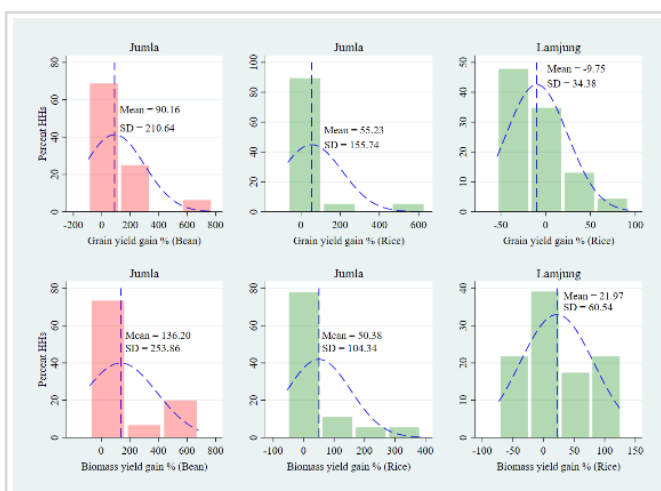 Jumla
Percent HHs
80
60
40
20
0
Mean = 90.16
SD = 210.64
-200 0 200 400 600 800
Grain yield gain % (Bean)
Jumla
100
80
60
40
20
0
Mean = 55.23
SD = 155.74
0 200 400 600
Grain yield gain % (Rice)
Lamjung
50
40
30
20
10
0
Mean = -9.75
SD = 34.38
-50 0 50 100
Grain yield gain % (Rice)
Jumla
Percent HHs
80
60
40
20
0
Mean = 136.20
SD = 253.86
-200 0 200 400 600 800
Biomass yield gain % (Bean)
Jumla
80
60
40
20
0
Mean = 50.38
SD = 104.34
-100 0 100 200 300 400
Biomass yield gain % (Rice)
Lamjung
40
30
20
10
0
Mean = 21.97
SD = 60.54
-100 -50 0 50 100 150
Biomass yield gain % (Rice)